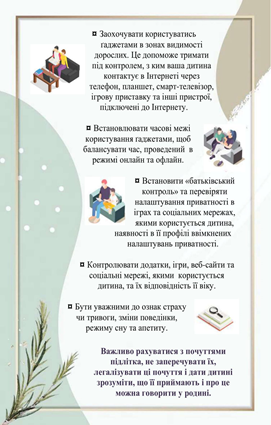 ¤ Заохочувати користуватись
ґаджетами в зонах видимості
дорослих. Це допоможе тримати
під контролем, з ким ваша дитина
контактує в Інтернеті через
телефон, планшет, смарт-телевізор,
ігрову приставку та інші пристрої,
підключені до Інтернету.
¤ Встановлювати часові межі
користування ґаджетами, щоб
балансувати час, проведений в
режимі онлайн та офлайн.
¤ Встановити «батьківський
контроль» та перевіряти
налаштування приватності в
іграх та соціальних мережах,
якими користується дитина,
наявності в її профілі ввімкнених
налаштувань приватності.
¤ Контролювати додатки, ігри, веб-сайти та
соціальні мережі, якими користується
дитина, та їх відповідність її віку.
¤ Бути уважними до ознак страху
чи тривоги, зміни поведінки,
режиму сну та апетиту.
Важливо рахуватися з почуттями
підлітка, не заперечувати їх,
легалізувати ці почуття і дати дитині
зрозуміти, що її приймають і про це
можна говорити у родині.